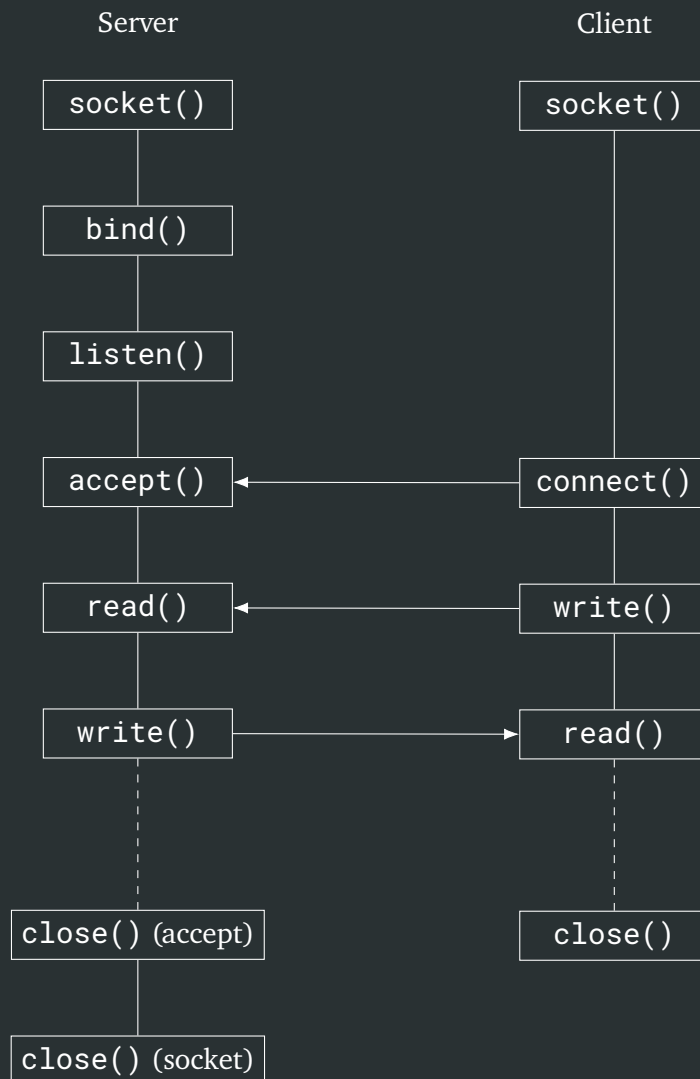 Server
Client
socket()
socket()
bind()
listen()
accept()
connect()
read()
write()
write()
read()
close() (accept)
close()
close() (socket)